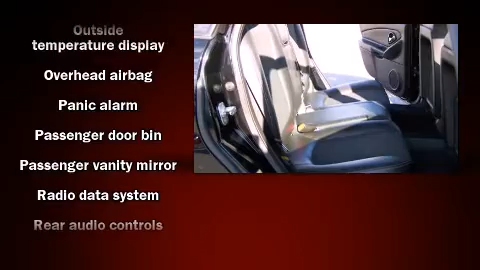 Outside
temperature display
Overhead airbag
Panic alarm
Passenger door bin
Passenger vanity mirror
Radio data system
Rear audio controls